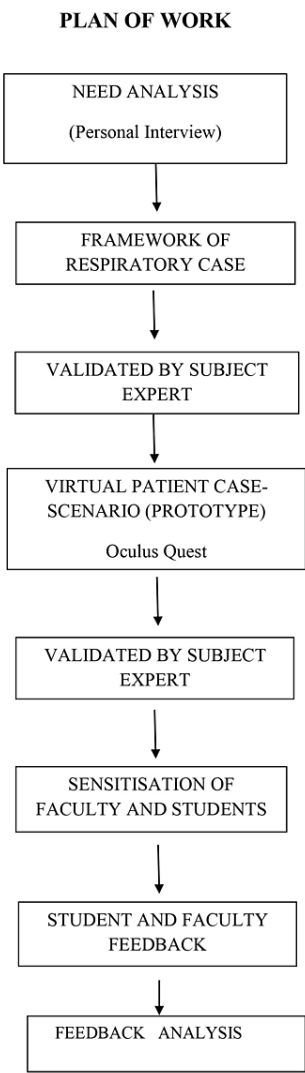 PLAN OF WORK
NEED ANALYSIS
(Personal Interview)
FRAMEWORK OF
RESPIRATORY CASE
VALIDATED BY SUBJECT
EXPERT
VIRTUAL PATIENT CASE-
SCENARIO (PROTOTYPE)
Oculus Quest
VALIDATED BY SUBJECT
EXPERT
SENSITISATION OF
FACULTY AND STUDENTS
STUDENT AND FACULTY
FEEDBACK
FEEDBACK ANALYSIS